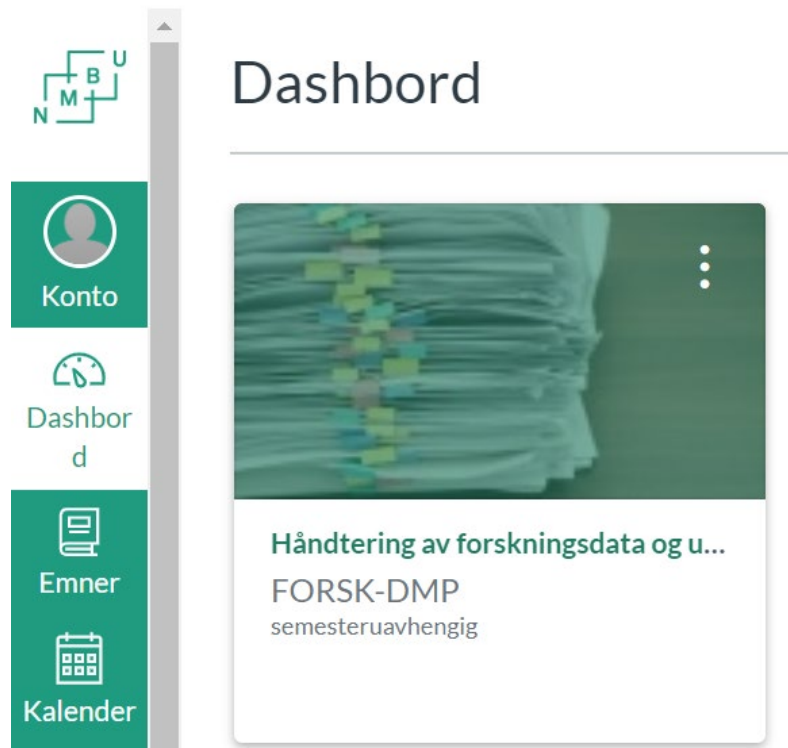 N M B U
Dashbord
Konto
Dashbor
d
Emner
Kalender
Håndtering av forskningsdata og u...
FORSK-DMP
semesteruavhengig